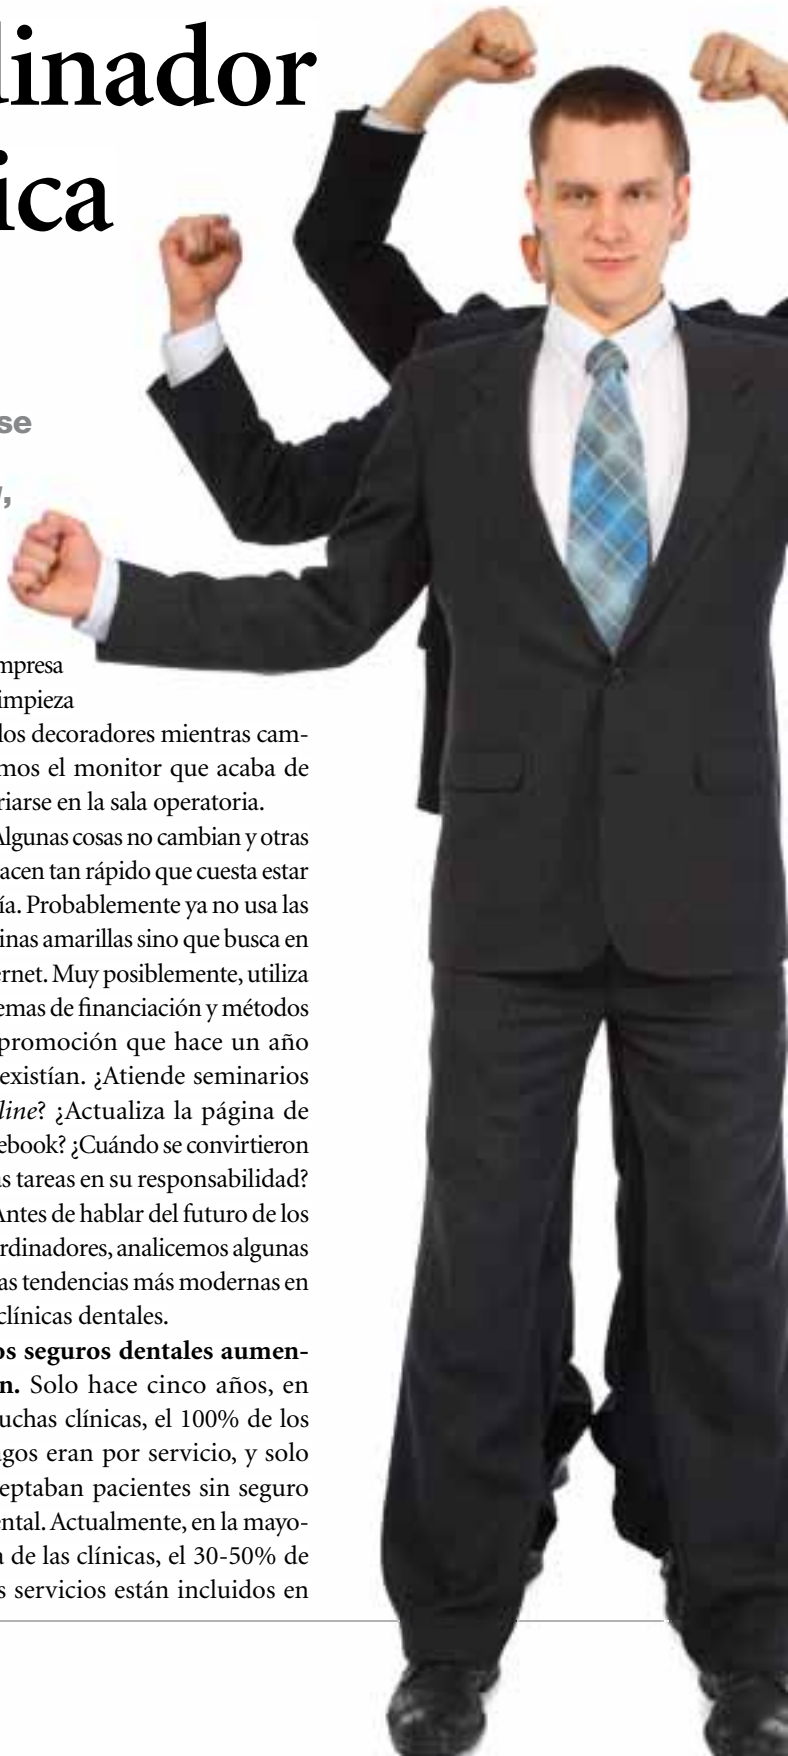 linador
ica
se
,
mpresa
impieza
los decoradores mientras cam-
mos el monitor que acaba de
riarse en la sala operatoria.
Algunas cosas no cambian y otras
acen tan rápido que cuesta estar
ía. Probablemente ya no usa las
inas amarillas sino que busca en
ernet. Muy posiblemente, utiliza
emas de financiación y métodos
promoción que hace un año
existían. ¿Atiende seminarios
line? ¿Actualiza la página de
ebook? ¿Cuándo se convirtieron
as tareas en su responsabilidad?
Antes de hablar del futuro de los
rdinadores, analicemos algunas
as tendencias más modernas en
clínicas dentales.
os seguros dentales aumen-
n. Solo hace cinco años, en
uchas clínicas, el 100% de los
agos eran por servicio, y solo
eptaban pacientes sin seguro
ental. Actualmente, en la mayo-
a de las clínicas, el 30-50% de
s servicios están incluidos en